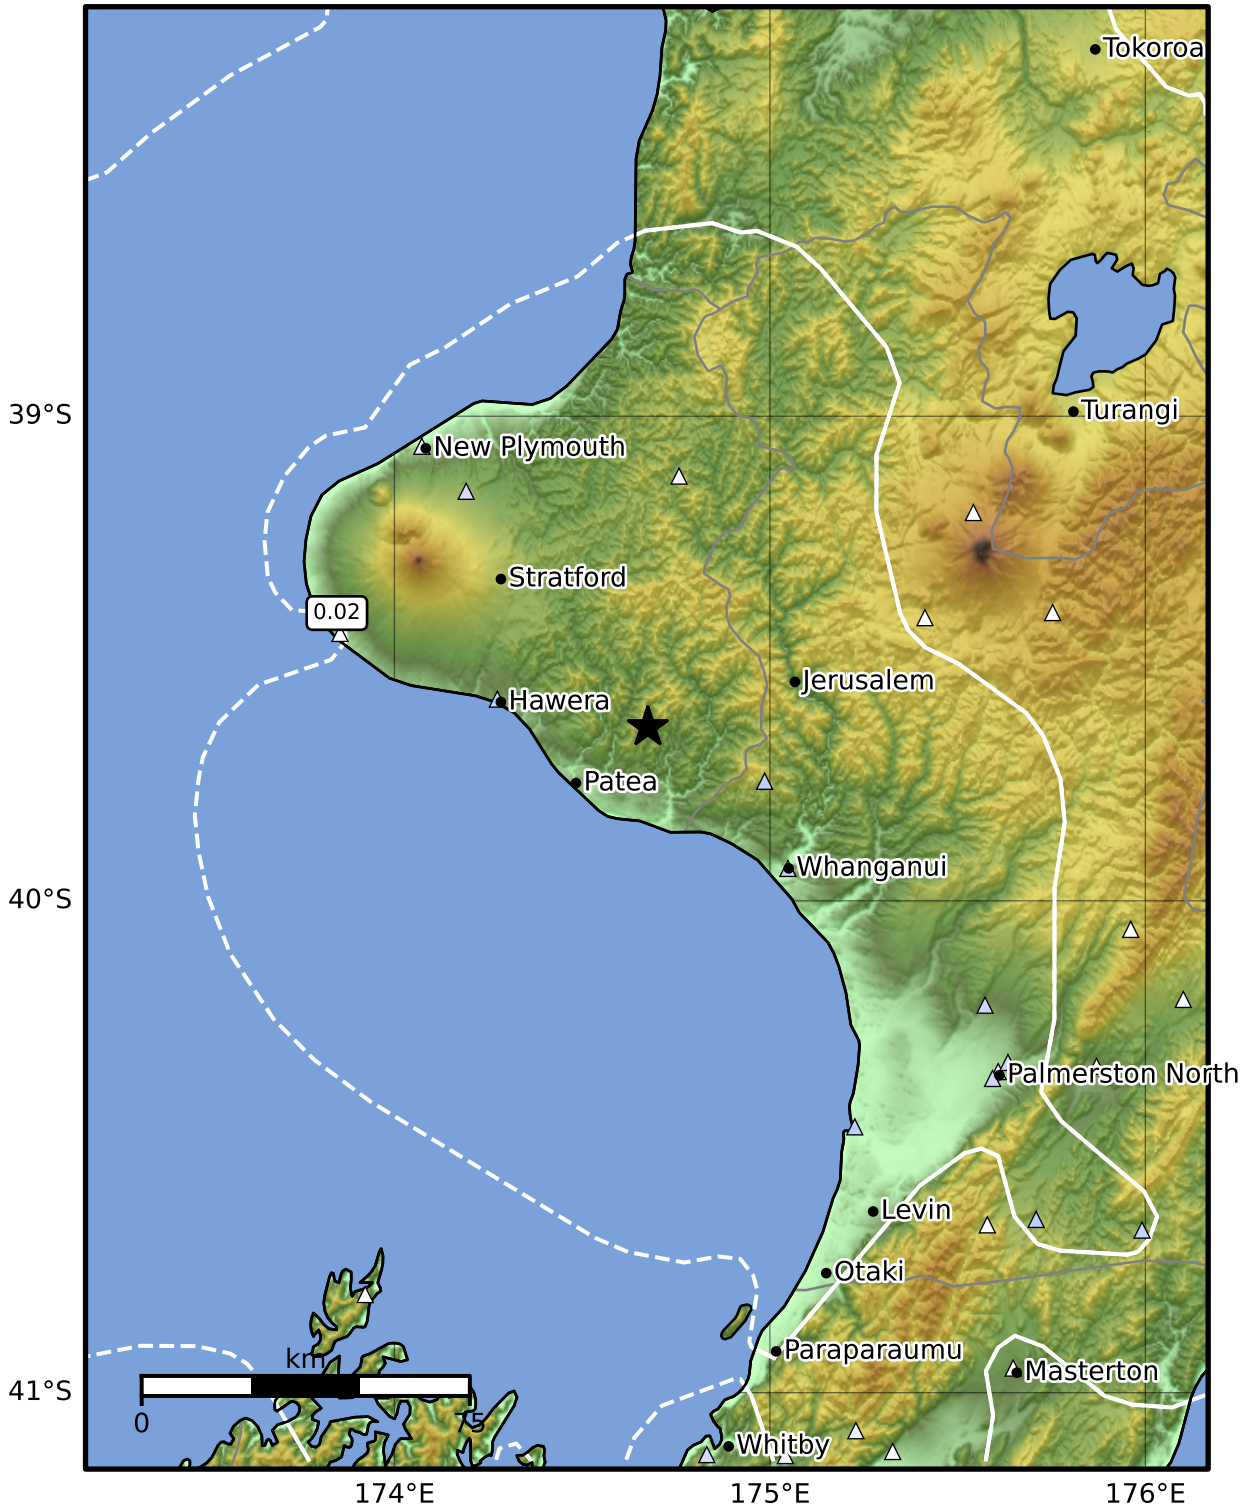 Tokoroa
39°S
Turangi
New Plymouth
Stratford
0.02
Jerusalem
Hawera
Patea
Whanganui
40°S
Palmerston North
Levin
Otaki
Paraparaumu
km
Masterton
41°S
0
75
Whitby
174°E
175°E
176°E